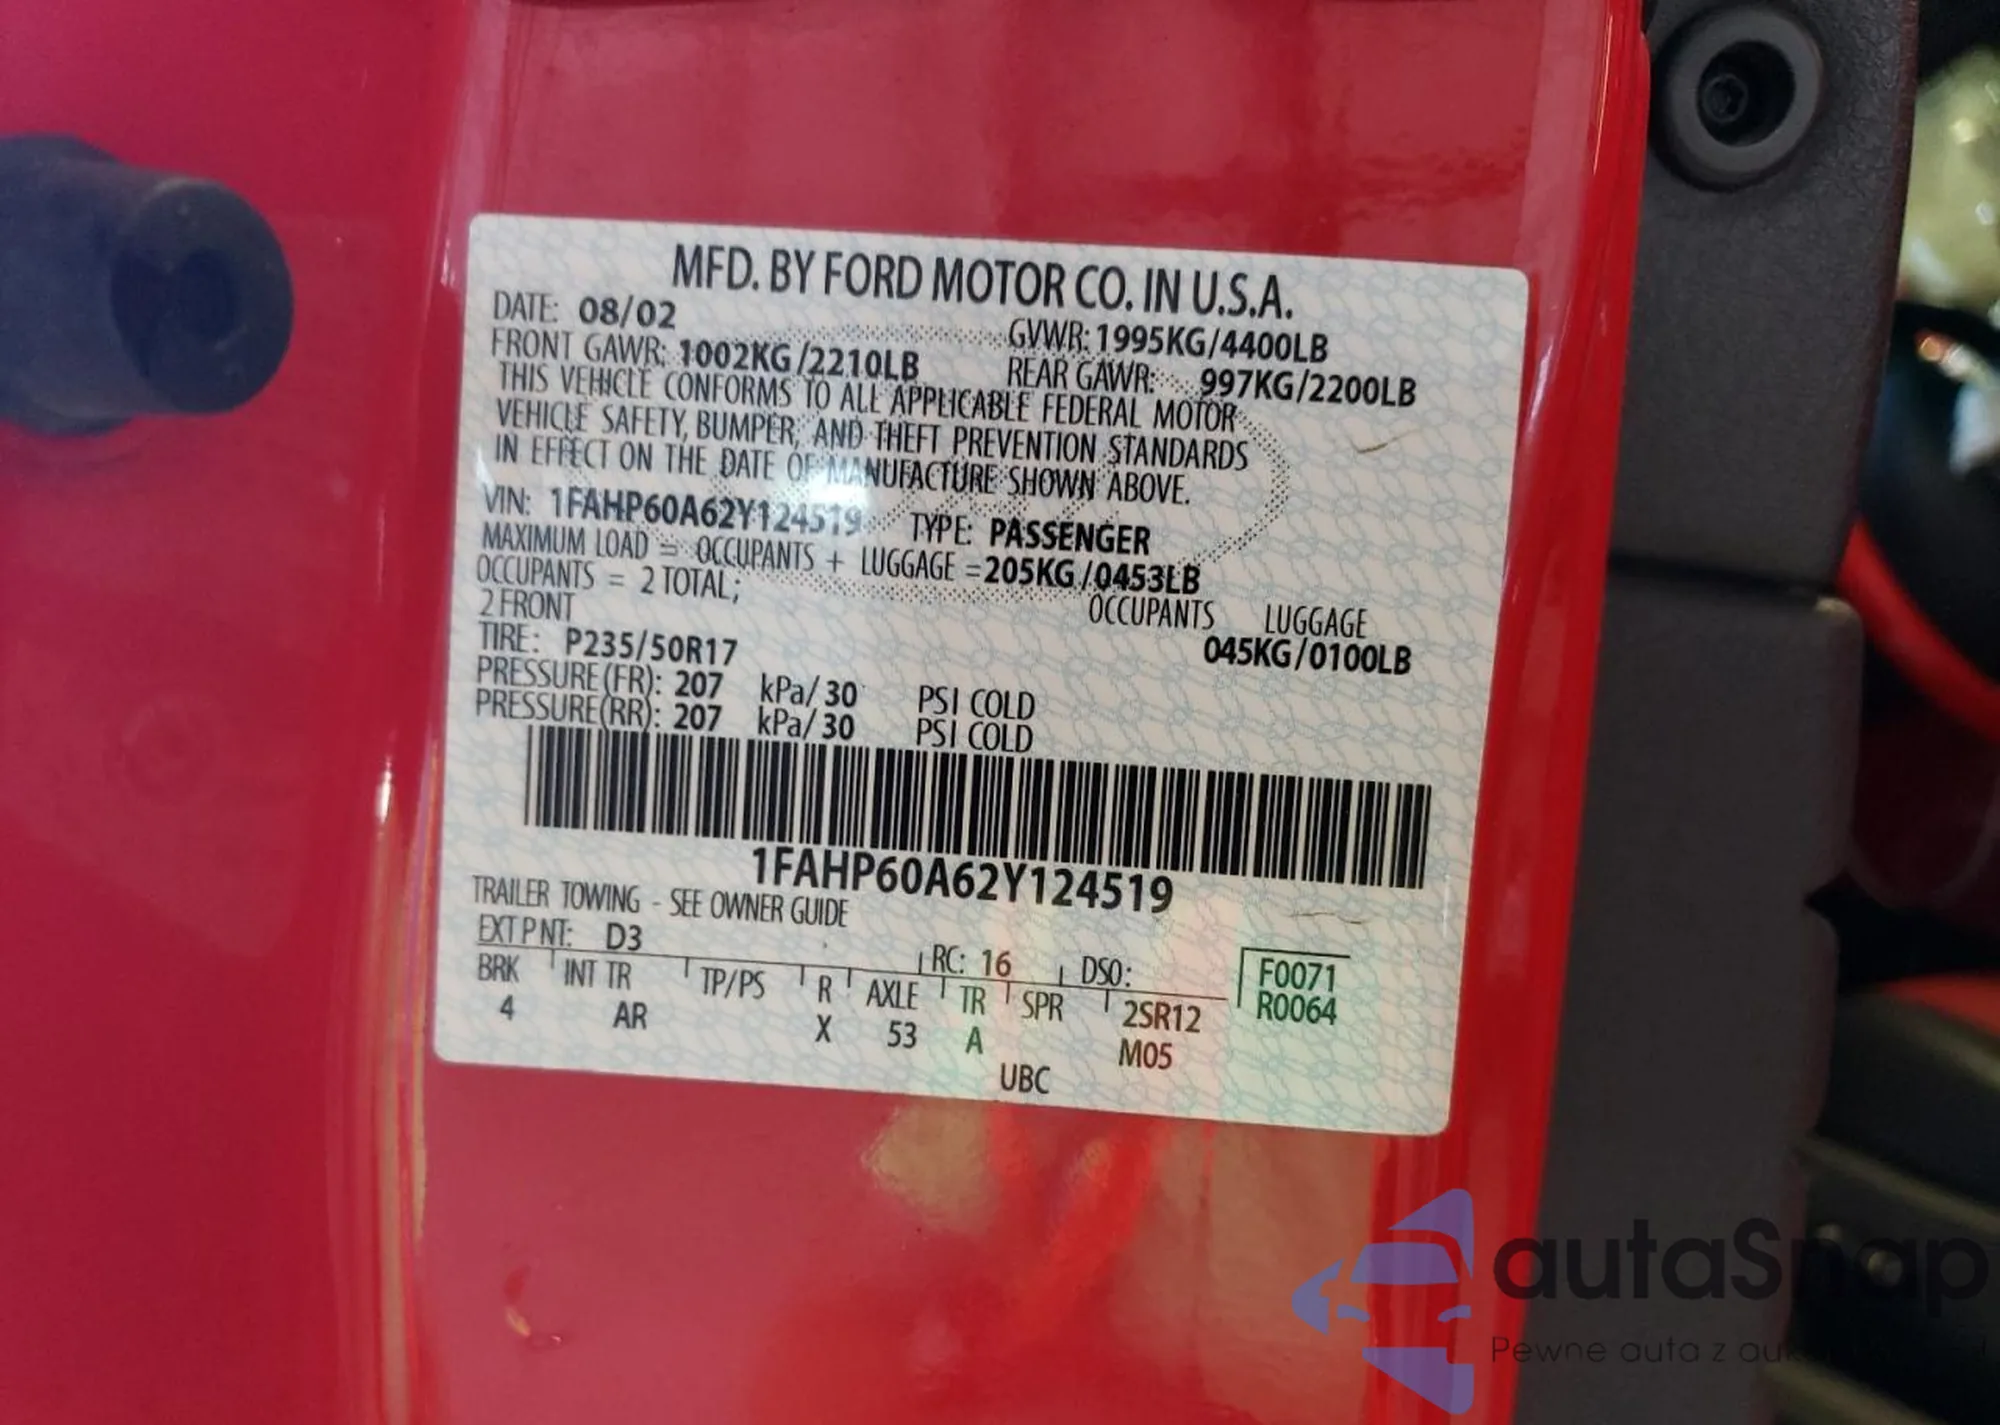 MFD. BY FORD MOTOR CO. IN U.S.A.
DATE: 08/02
GVWR: 1995KG/4400LB
FRONT GAWR: 1002KG/2210LB
REAR GAWR: 997KG/2200LB
THIS VEHICLE CONFORMS TO ALL APPLICABLE FEDERAL MOTOR
VEHICLE SAFETY, BUMPER, AND THEFT PREVENTION STANDARDS
IN EFFECT ON THE DATE OF MANUFACTURE SHOWN ABOVE.
VIN: 1FAHP60A62Y124519 TYPE: PASSENGER
MAXIMUM LOAD = OCCUPANTS + LUGGAGE = 205KG/0453LB
OCCUPANTS = 2 TOTAL; OCCUPANTS LUGGAGE
2 FRONT 045KG/0100LB
TIRE: P235/50R17
PRESSURE(FR): 207 kPa/ 30 PSI COLD
PRESSURE(RR): 207 kPa/ 30 PSI COLD
1FAHP60A62Y124519
TRAILER TOWING - SEE OWNER GUIDE
EXT PNT: D3 RC: 16 DSO: F0071
BRK INT TR TP/PS R AXLE TR SPR 2SR12 R0064
4 AR X 53 A M05
UBC
autaSnap
Pewne auta z